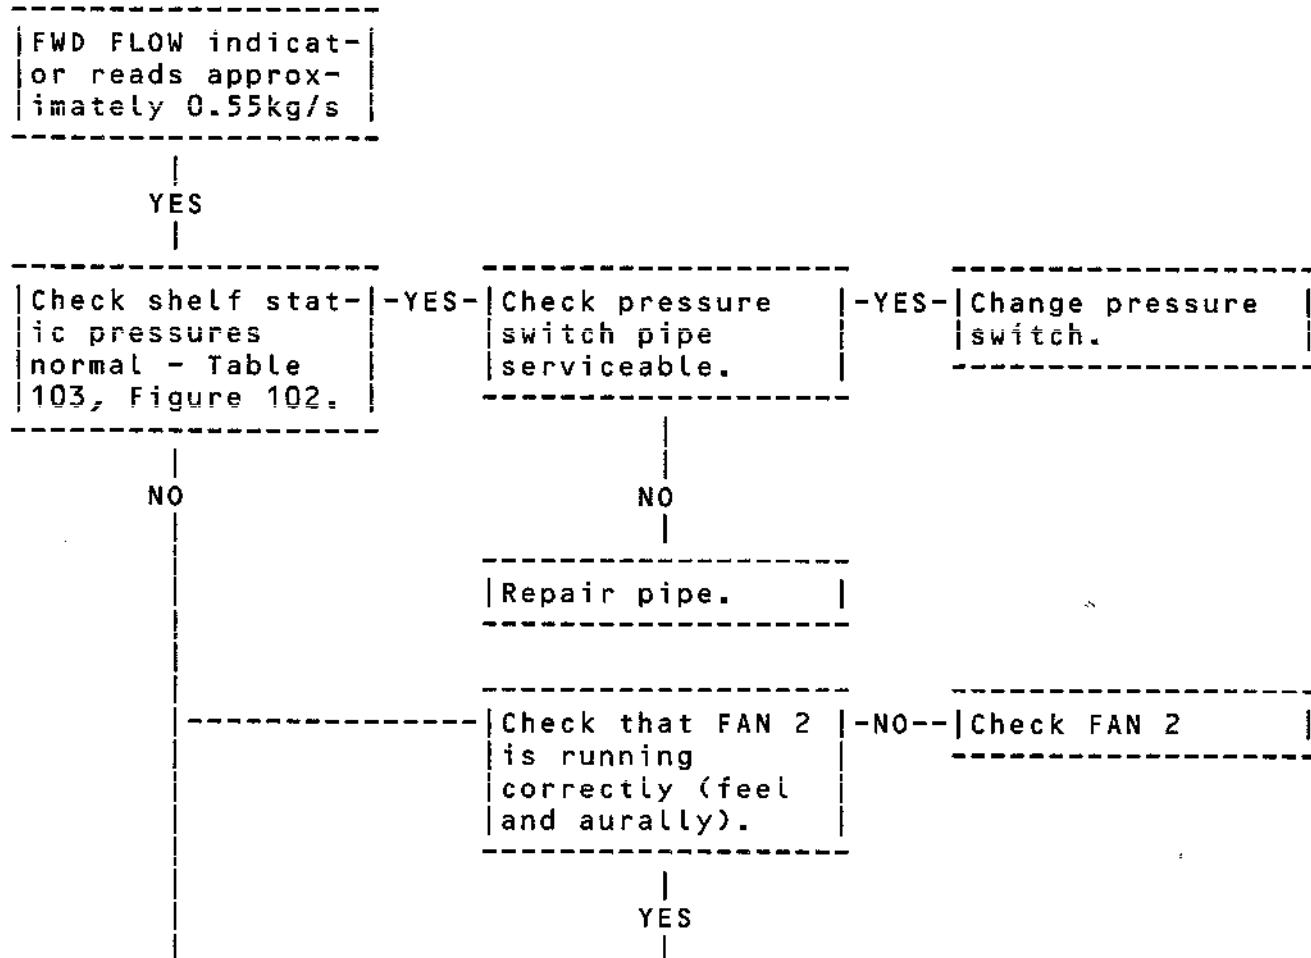 FWD FLOW indicat-
or reads approx-
imately 0.55kg/s
YES
Check shelf stat-
ic pressures
normal - Table
103, Figure 102.
-YES-
Check pressure
switch pipe
serviceable.
-YES-
Change pressure
switch.
NO
NO
Repair pipe.
Check that FAN 2
is running
correctly (feel
and aurally).
-NO--
Check FAN 2
YES